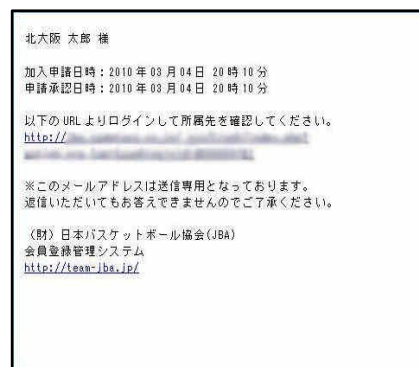 北大阪 太郎 様
加入申請日時：2010年03月04日 20時10分
申請承認日時：2010年03月04日 20時10分
以下のURLよりログインして所属先を確認してください。
http://
※このメールアドレスは送信専用となっております。
返信いただいてもお答えできませんのでご了承ください。
（財）日本バスケットボール協会(JBA)
会員登録管理システム
http://team-jba.jp/